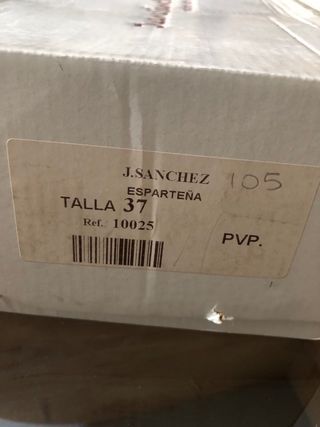 J.SANCHEZ 105
ESPARTEÑA
TALLA 37
Ref. 10025
PVP.